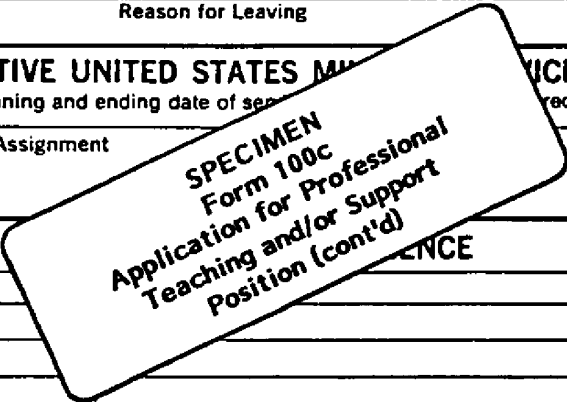 Reason for Leaving
TIVE UNITED STATES
ning and ending date of
Assignment
SPECIMEN
Form 100c
Application for Professional
Teaching and/or Support
Position (cont'd)
ENCE